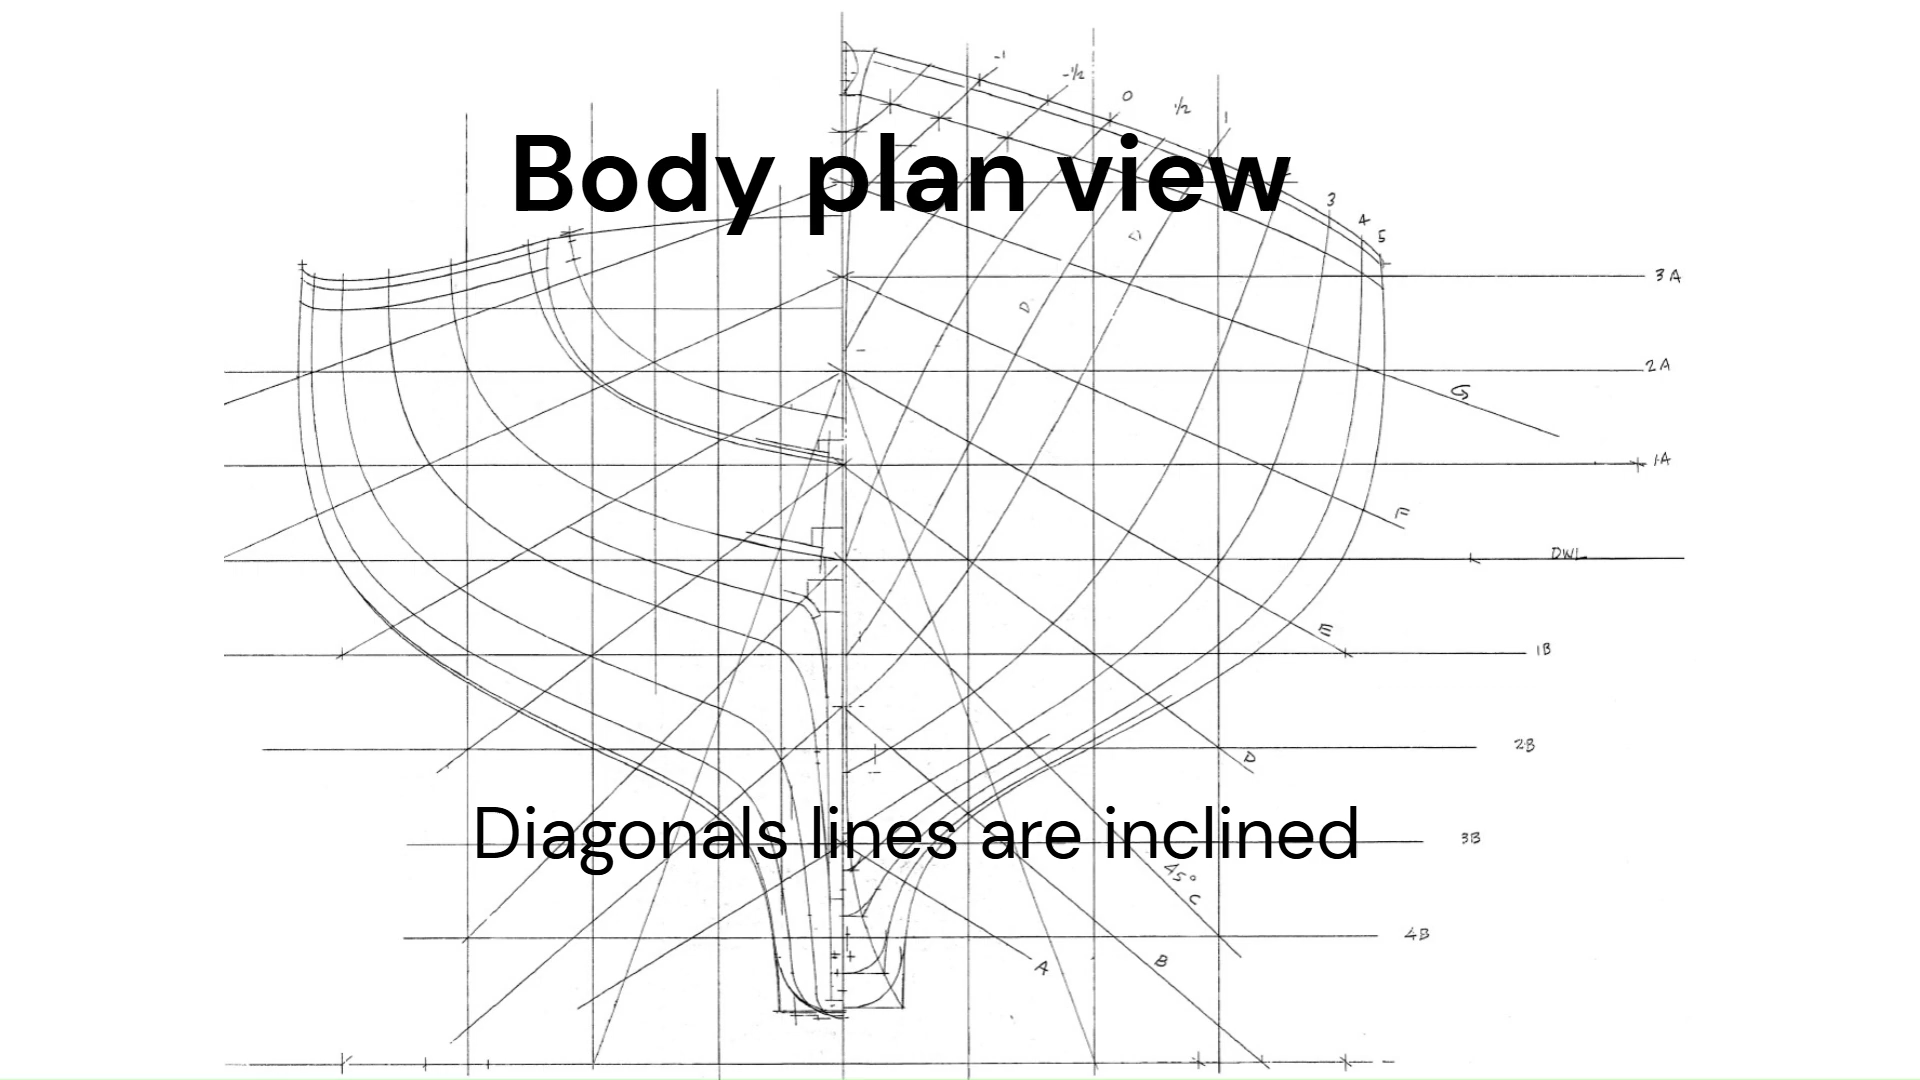 -1
-1/2
0
1/2
1
Body plan view
3
4
5
D
3A
D
2A
G
1A
F
DWL
E
1B
2B
D
Diagonals lines are inclined
3B
45°
C
4B
A
B